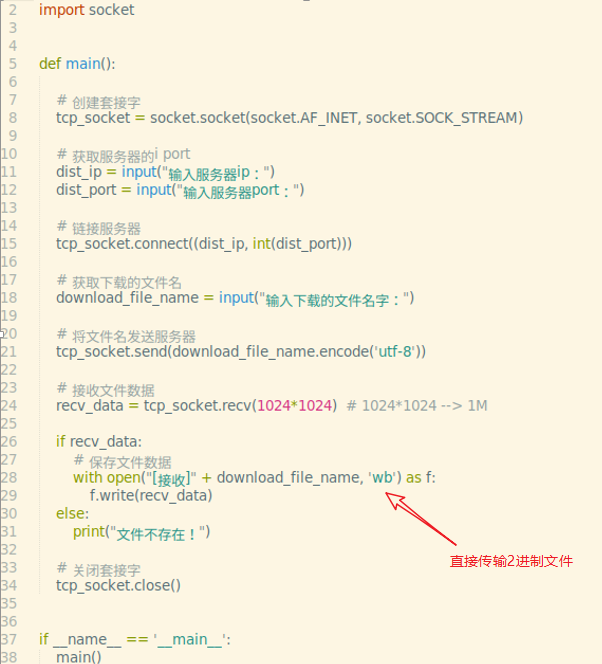 2 import socket
3
4
5 def main():
6
7 # 创建套接字
8 tcp_socket = socket.socket(socket.AF_INET, socket.SOCK_STREAM)
9
10 # 获取服务器的i port
11 dist_ip = input("输入服务器ip：")
12 dist_port = input("输入服务器port：")
13
14 # 链接服务器
15 tcp_socket.connect((dist_ip, int(dist_port)))
16
17 # 获取下载的文件名
18 download_file_name = input("输入下载的文件名字：")
19
20 # 将文件名发送服务器
21 tcp_socket.send(download_file_name.encode('utf-8'))
22
23 # 接收文件数据
24 recv_data = tcp_socket.recv(1024*1024) # 1024*1024 --> 1M
25
26 if recv_data:
27 # 保存文件数据
28 with open("[接收]" + download_file_name, 'wb') as f:
29 f.write(recv_data)
30 else:
31 print("文件不存在！")
32
直接传输2进制文件
33 # 关闭套接字
34 tcp_socket.close()
35
36
37 if __name__ == '__main__':
38 main()